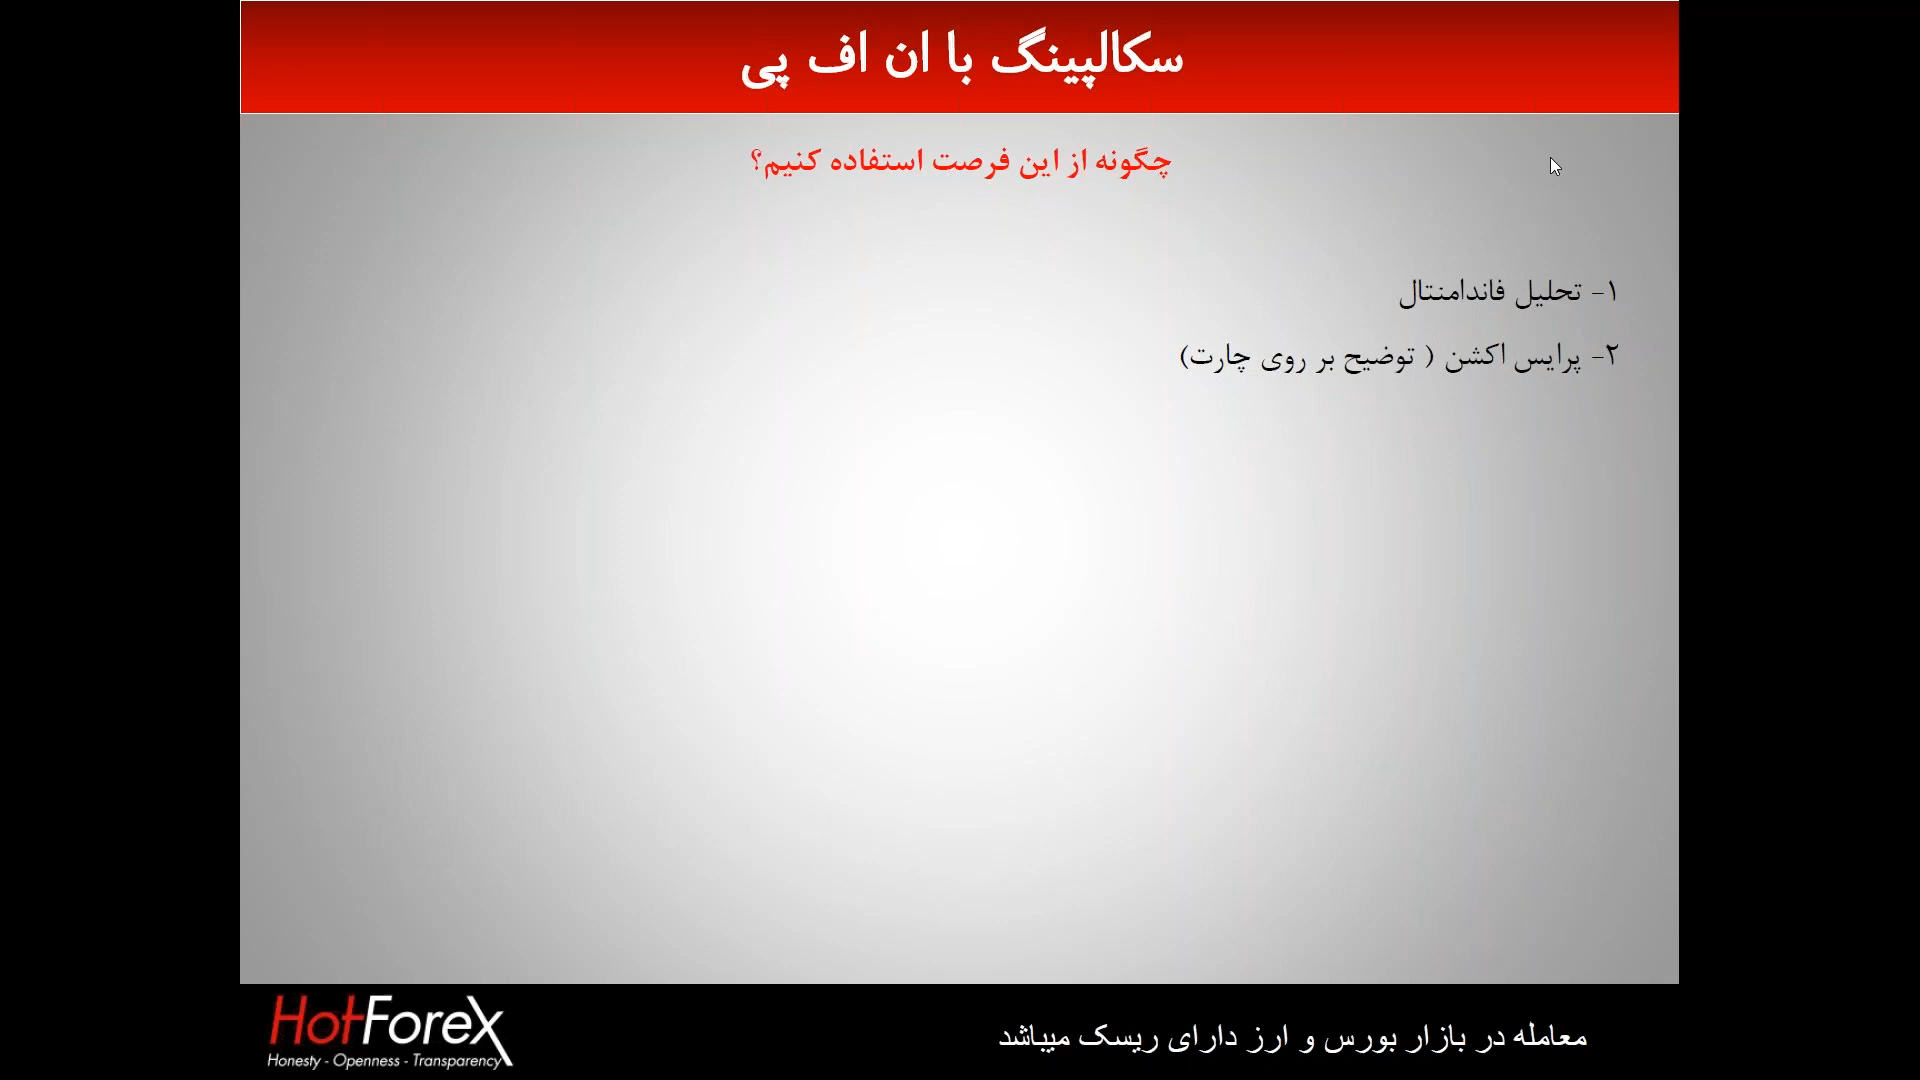 سکالپینگ با ان اف پی
چگونه از این فرصت استفاده کنیم؟
۱- تحلیل فاندامنتال
۲- پرایس اکشن ( توضیح بر روی چارت)
HotForex
Honesty - Openness - Transparency
معامله در بازار بورس و ارز دارای ریسک میباشد